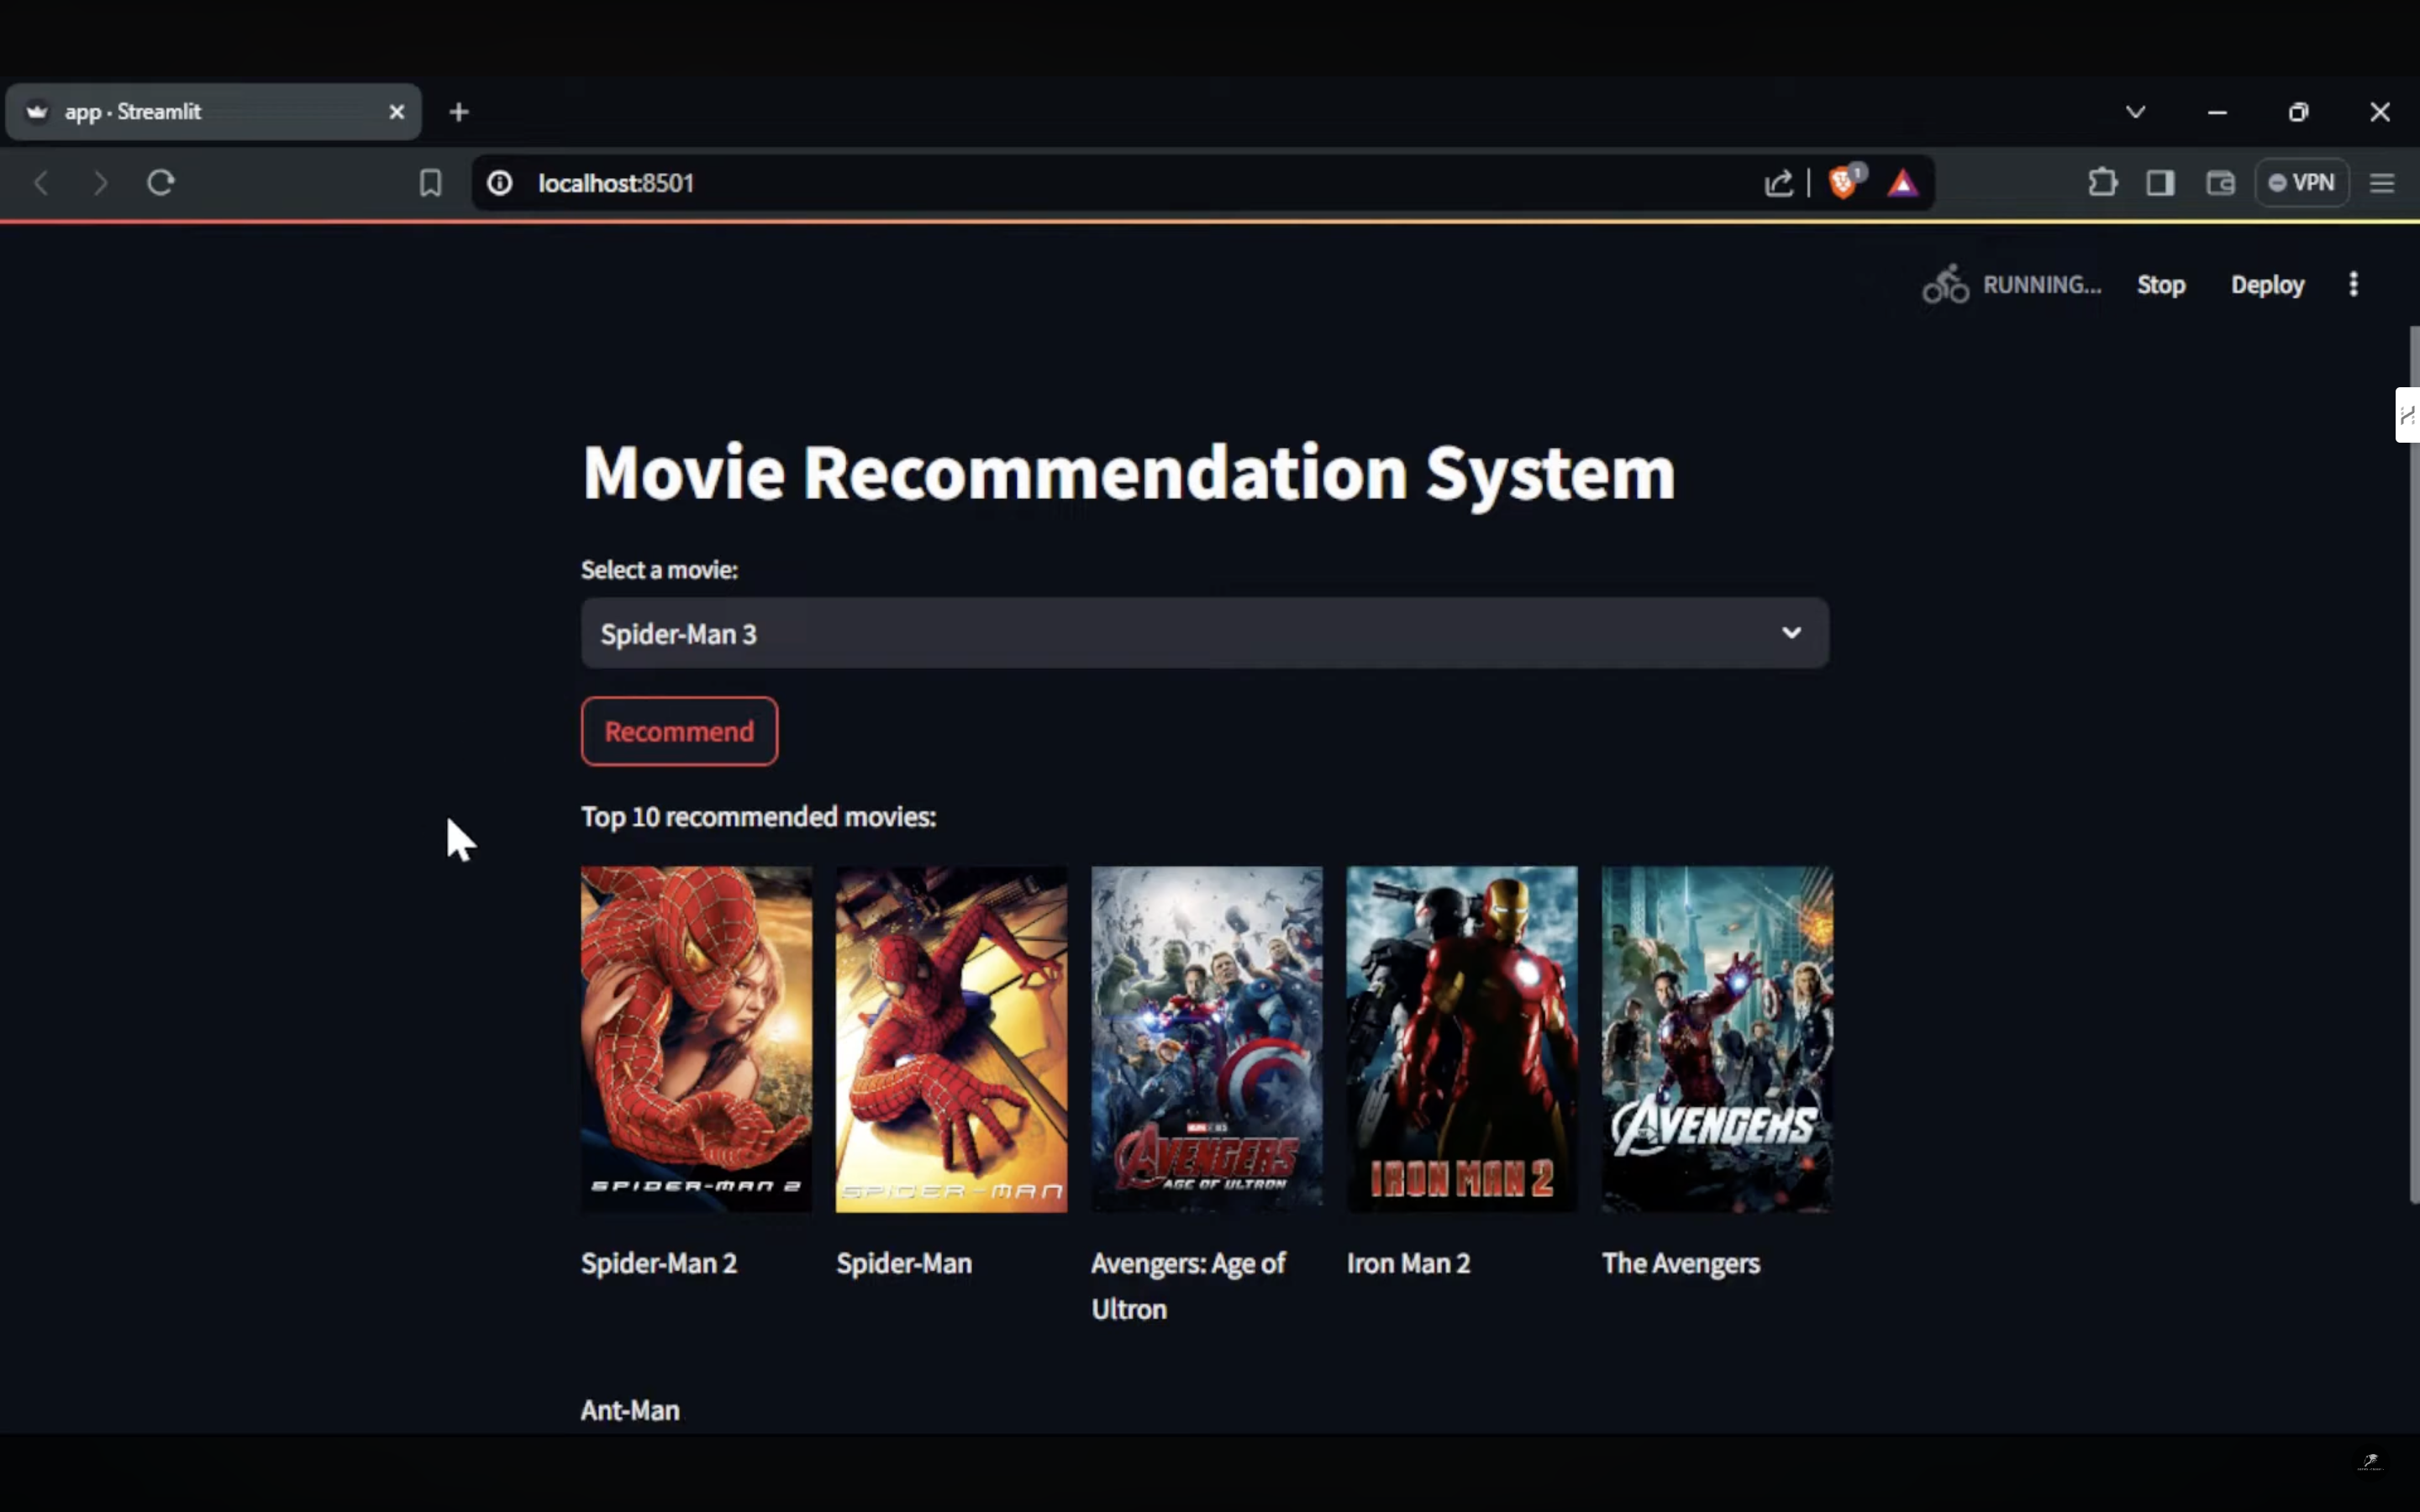 app · Streamlit
localhost:8501
1
VPN
RUNNING...
Stop
Deploy
Movie Recommendation System
Select a movie:
Spider-Man 3
Recommend
Top 10 recommended movies:
SPIDER-MAN 2
SPIDER-MAN
AVENGERS
AGE OF ULTRON
IRON MAN 2
AVENGERS
Spider-Man 2
Spider-Man
Avengers: Age of
Ultron
Iron Man 2
The Avengers
Ant-Man